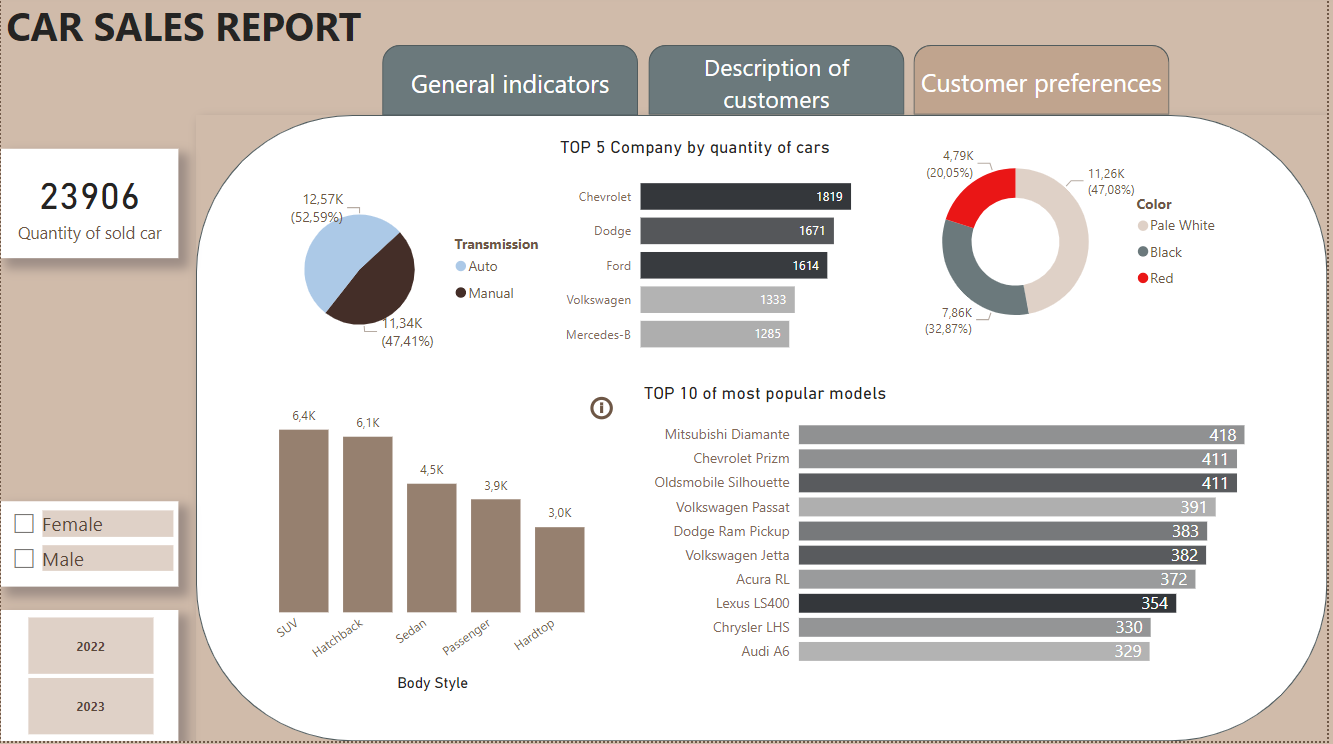 CAR SALES REPORT
General indicators
Description of
customers
Customer preferences
23906
Quantity of sold car
12,57K
(52,59%)
11,34K
(47,41%)
Transmission
Auto
Manual
TOP 5 Company by quantity of cars
Chevrolet 1819
Dodge 1671
Ford 1614
Volkswagen 1333
Mercedes-B 1285
4,79K
(20,05%)
11,26K
(47,08%)
7,86K
(32,87%)
Color
Pale White
Black
Red
6,4K
6,1K
4,5K
3,9K
3,0K
SUV
Hatchback
Sedan
Passenger
Hardtop
Body Style
TOP 10 of most popular models
Mitsubishi Diamante 418
Chevrolet Prizm 411
Oldsmobile Silhouette 411
Volkswagen Passat 391
Dodge Ram Pickup 383
Volkswagen Jetta 382
Acura RL 372
Lexus LS400 354
Chrysler LHS 330
Audi A6 329
Female
Male
2022
2023